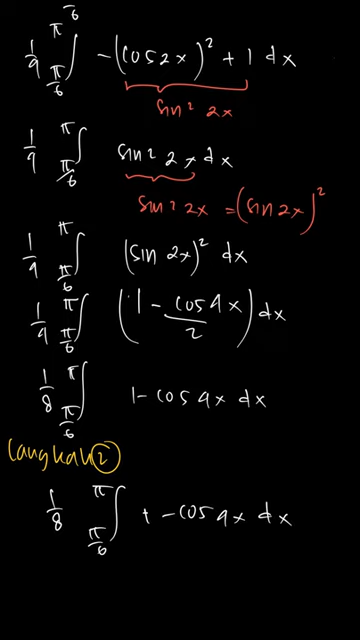 π/6
1/4 π π/6 ∫ - (cos 2x)² + 1 dx
sin² 2x
1/4 π π/6 ∫ sin² 2x dx
sin² 2x = (sin 2x)²
1/4 π π/6 ∫ (sin 2x)² dx
1/4 π π/6 ∫ (1 - cos 4x / 2) dx
1/8 π π/6 ∫ 1 - cos 4x dx
Langkah ②
1/8 π π/6 ∫ 1 - cos 4x dx